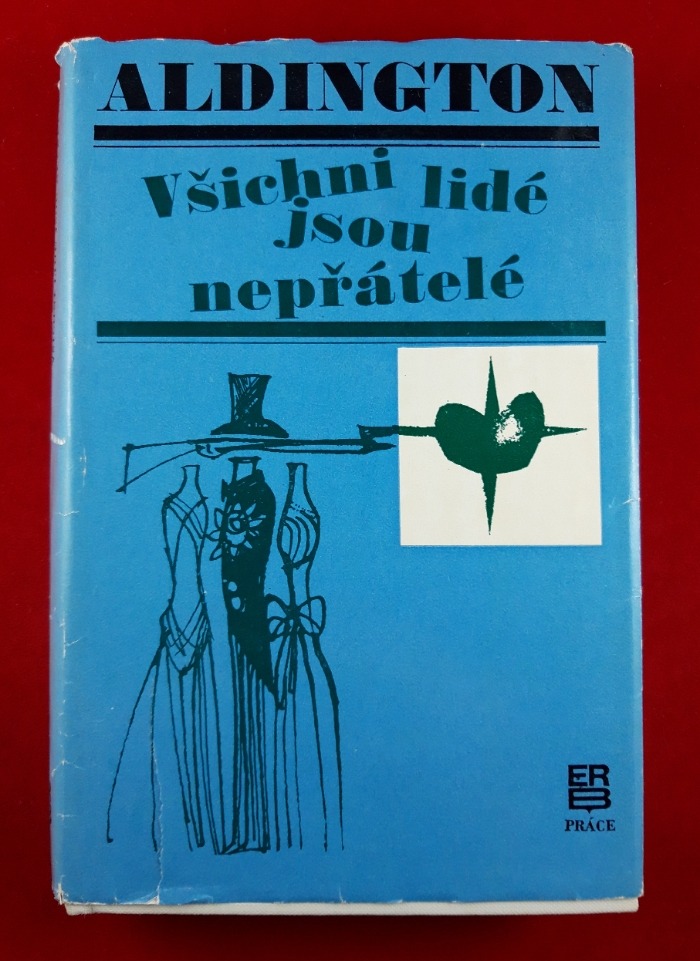 ALDINGTON
Všichni lidé
jsou
nepřátelé
ER
B
PRÁCE